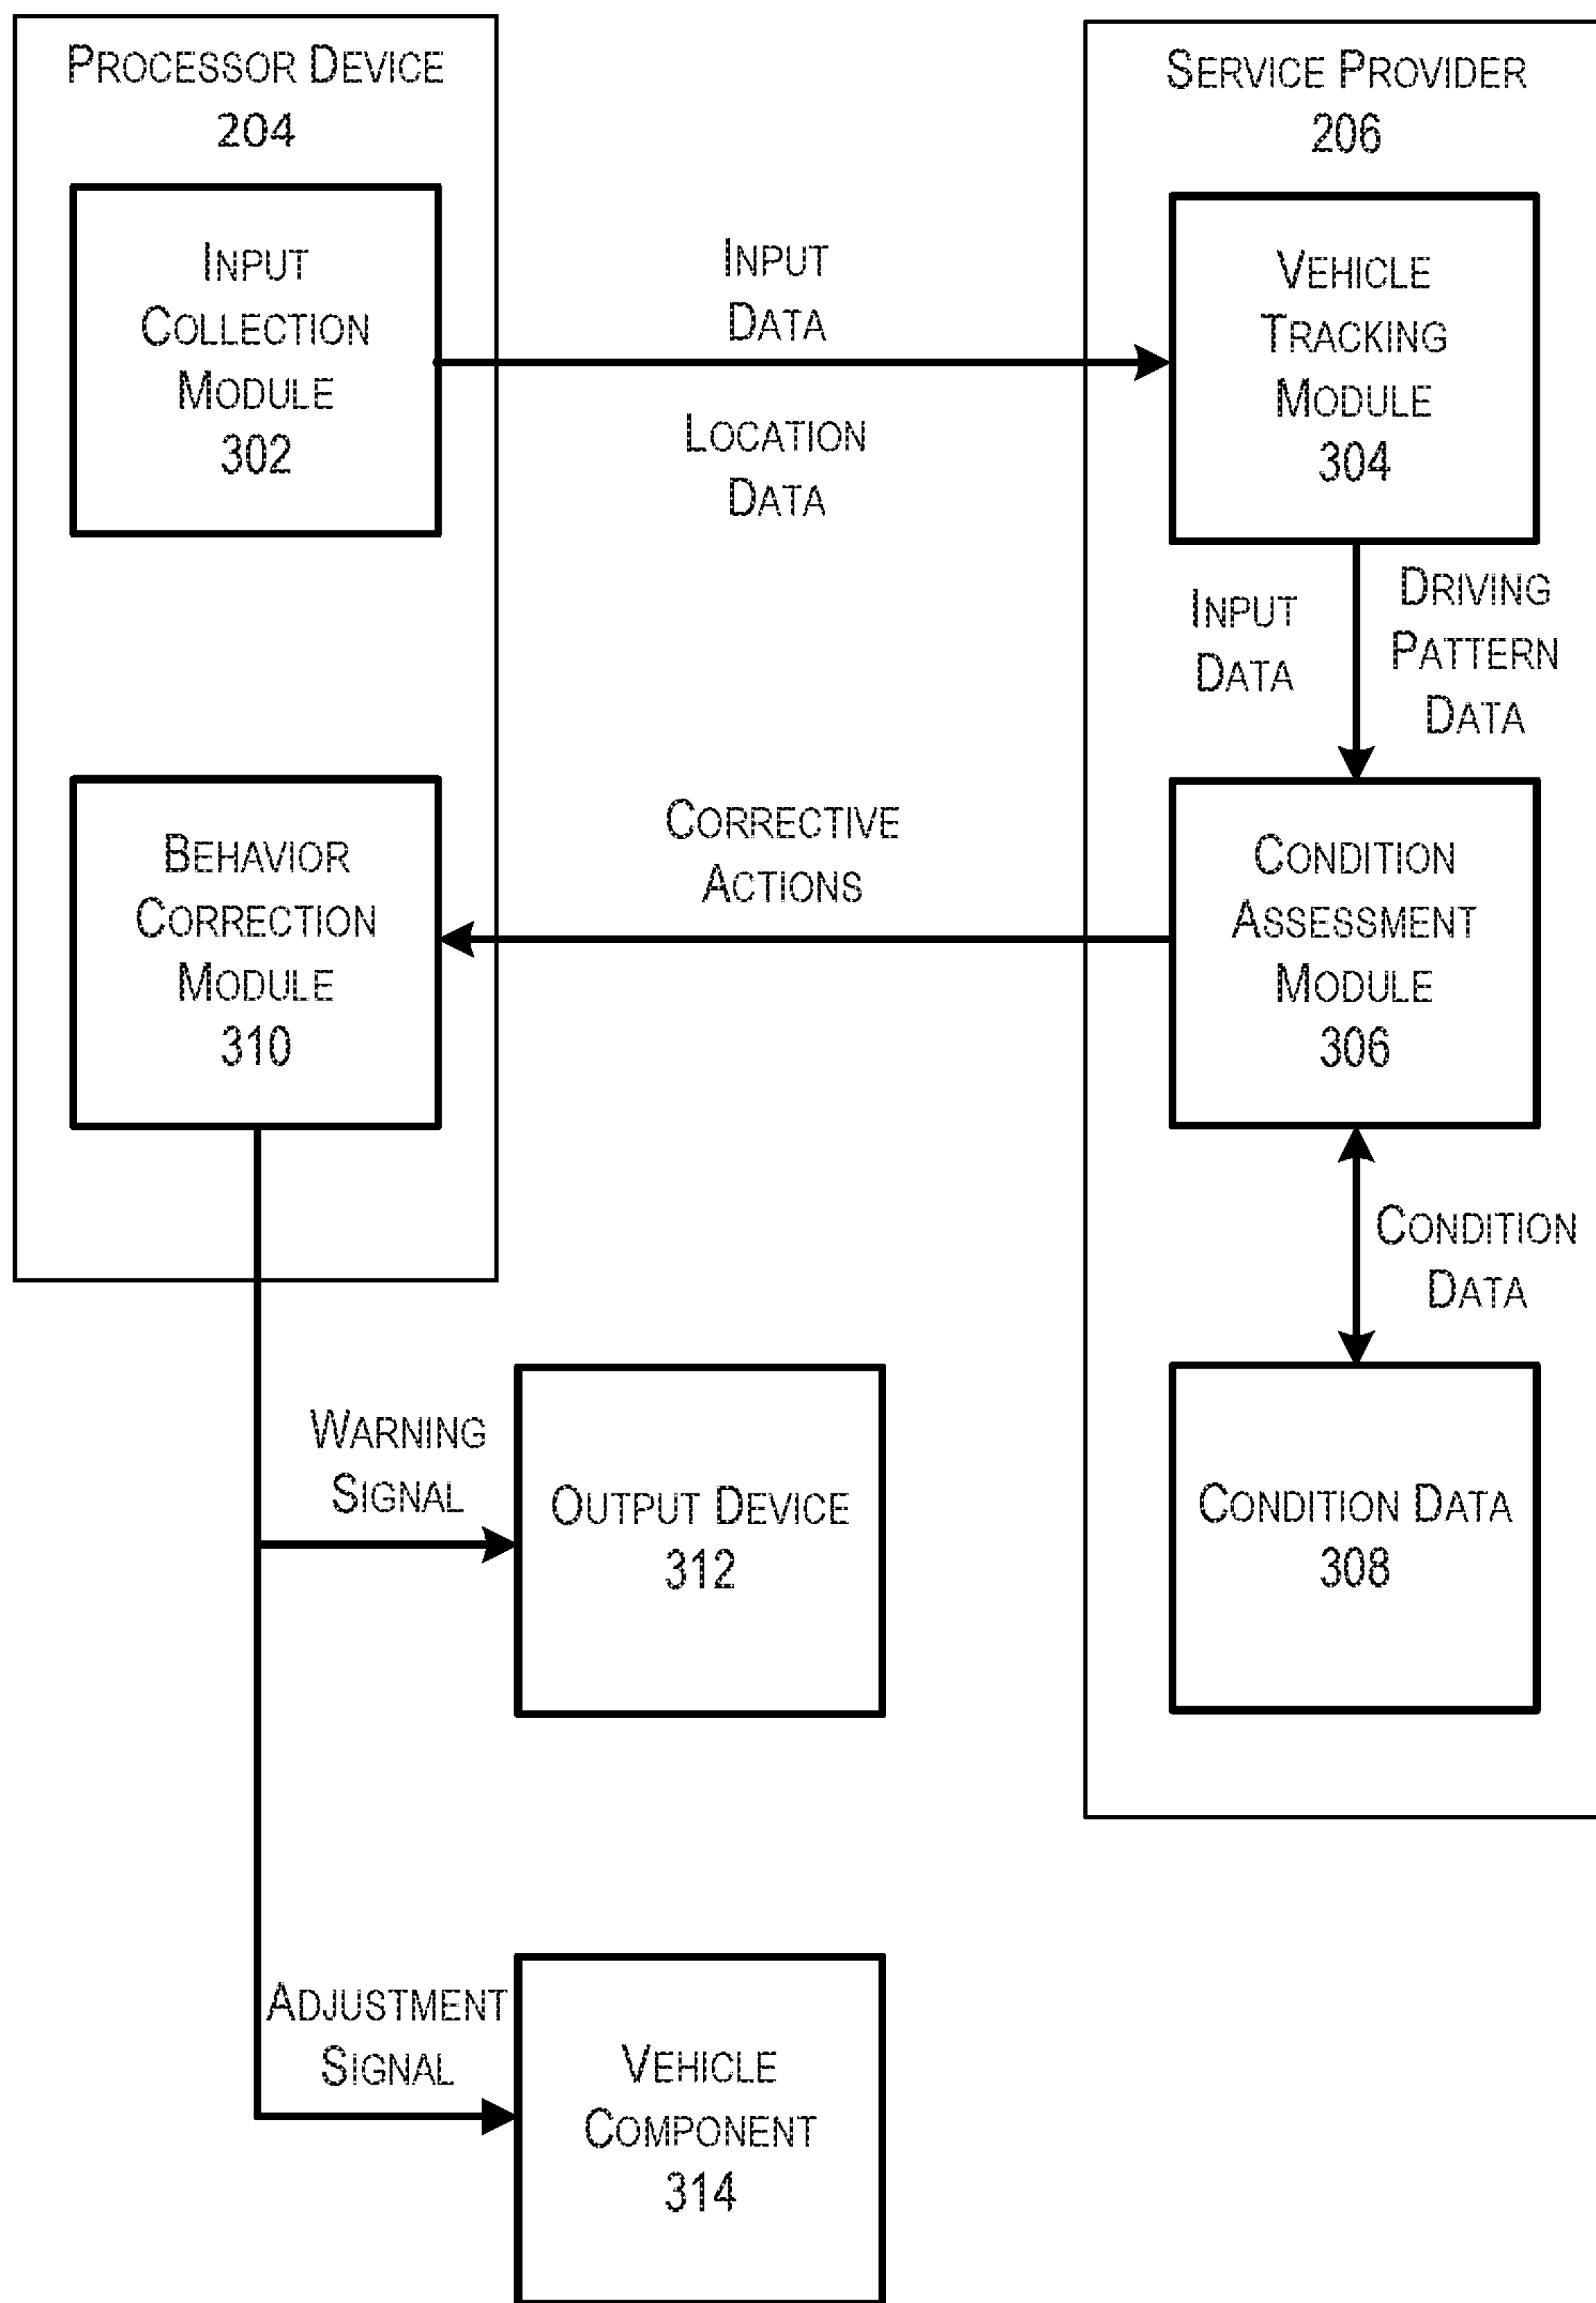 PROCESSOR DEVICE
204
INPUT
COLLECTION
MODULE
302
INPUT
DATA
LOCATION
DATA
SERVICE PROVIDER
206
VEHICLE
TRACKING
MODULE
304
INPUT
DATA
DRIVING
PATTERN
DATA
BEHAVIOR
CORRECTION
MODULE
310
CORRECTIVE
ACTIONS
CONDITION
ASSESSMENT
MODULE
306
CONDITION
DATA
WARNING
SIGNAL
OUTPUT DEVICE
312
CONDITION DATA
308
ADJUSTMENT
SIGNAL
VEHICLE
COMPONENT
314